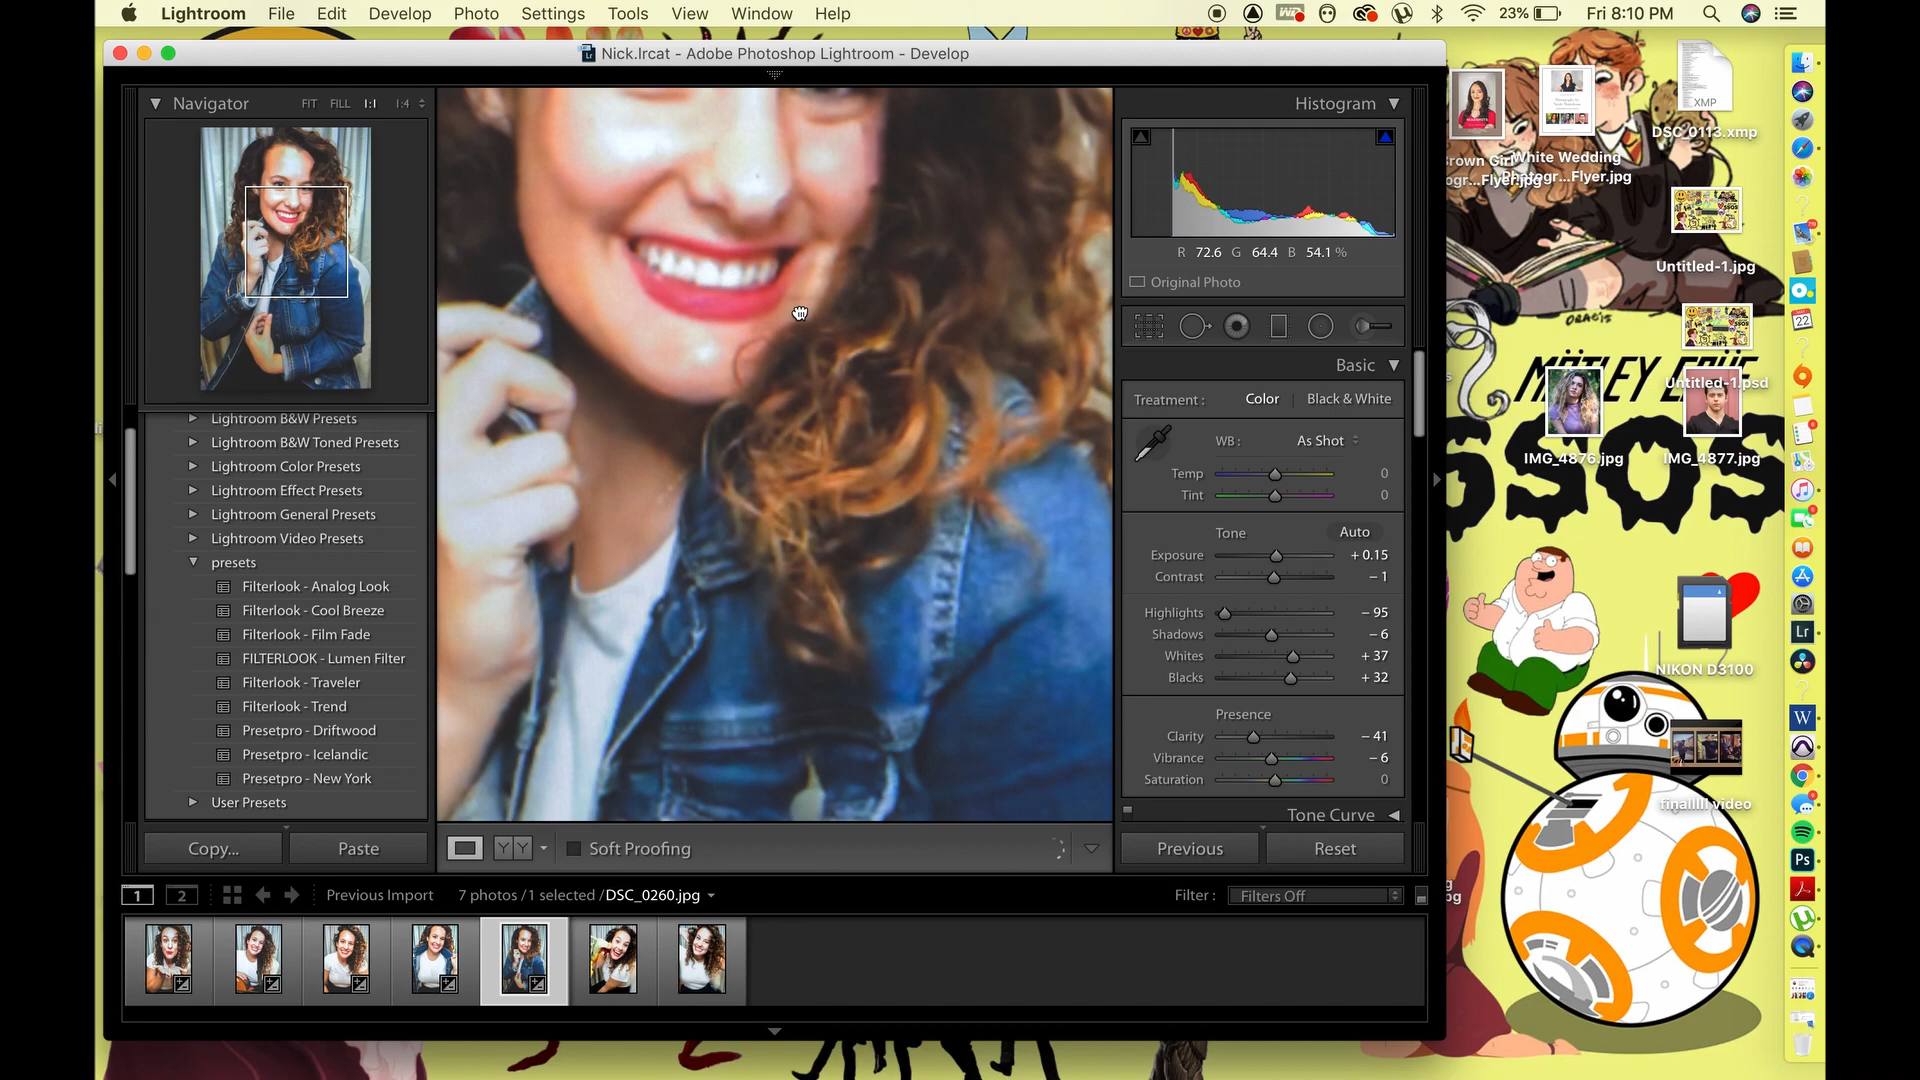 Lightroom File Edit Develop Photo Settings Tools View Window Help
23% Fri 8:10 PM
Nick.lrcat - Adobe Photoshop Lightroom - Develop
Navigator FIT FILL 1:1 1:4
Lightroom B&W Presets
Lightroom B&W Toned Presets
Lightroom Color Presets
Lightroom Effect Presets
Lightroom General Presets
Lightroom Video Presets
presets
Filterlook - Analog Look
Filterlook - Cool Breeze
Filterlook - Film Fade
FILTERLOOK - Lumen Filter
Filterlook - Traveler
Filterlook - Trend
Presetpro - Driftwood
Presetpro - Icelandic
Presetpro - New York
User Presets
Copy... Paste
Soft Proofing
Histogram
R 72.6 G 64.4 B 54.1 %
Original Photo
Basic
Treatment : Color Black & White
WB : As Shot
Temp 0
Tint 0
Tone Auto
Exposure + 0.15
Contrast – 1
Highlights – 95
Shadows – 6
Whites + 37
Blacks + 32
Presence
Clarity – 41
Vibrance – 6
Saturation 0
Tone Curve
Previous Reset
1 2 Previous Import 7 photos / 1 selected / DSC_0260.jpg
Filter : Filters Off
XMP
DSC_0113.xmp
White Wedding
Photogr...Flyer.jpg
Untitled-1.jpg
Untitled-1.psd
IMG_4876.jpg
IMG_4877.jpg
NIKON D3100
finalllll video
22
Lr
W
Ps